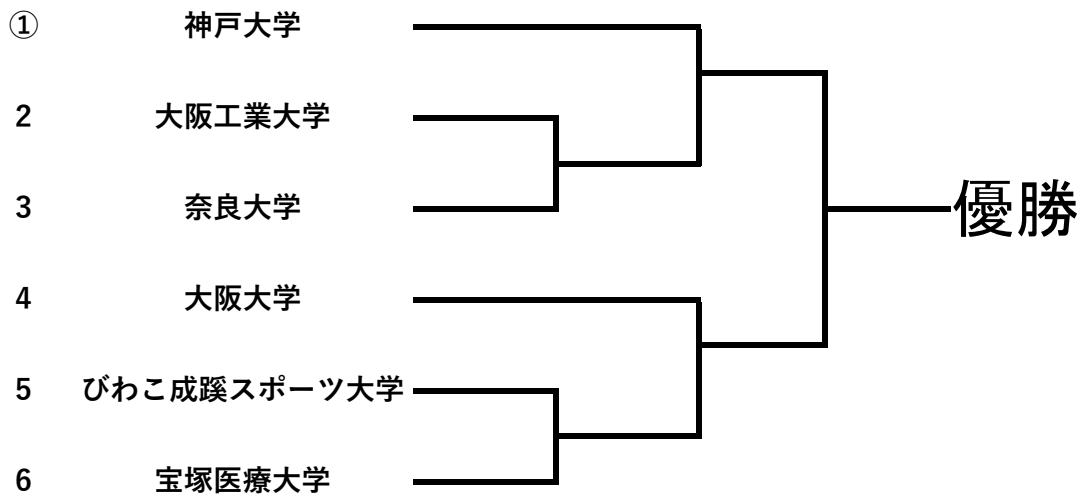 ① 神戸大学
2 大阪工業大学
3 奈良大学
優勝
4 大阪大学
5 びわこ成蹊スポーツ大学
6 宝塚医療大学